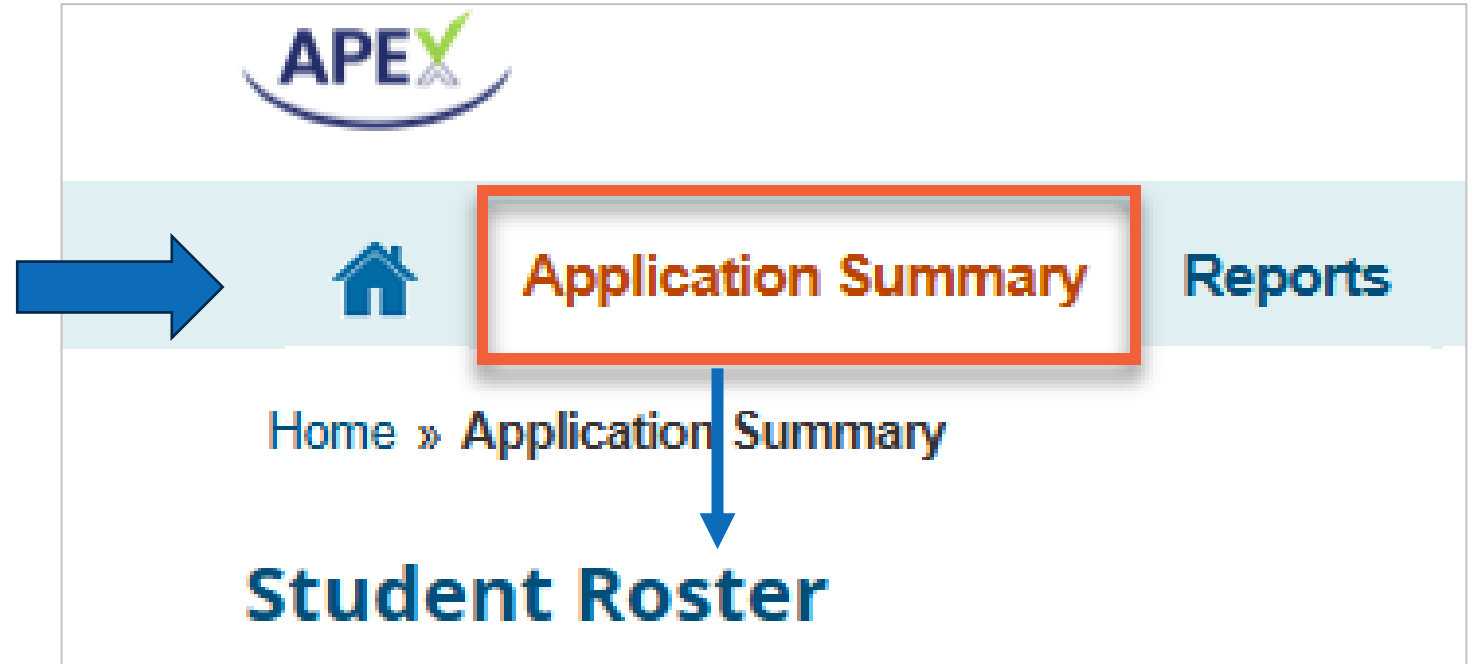 APEX
Application Summary Reports
Home » Application Summary
Student Roster